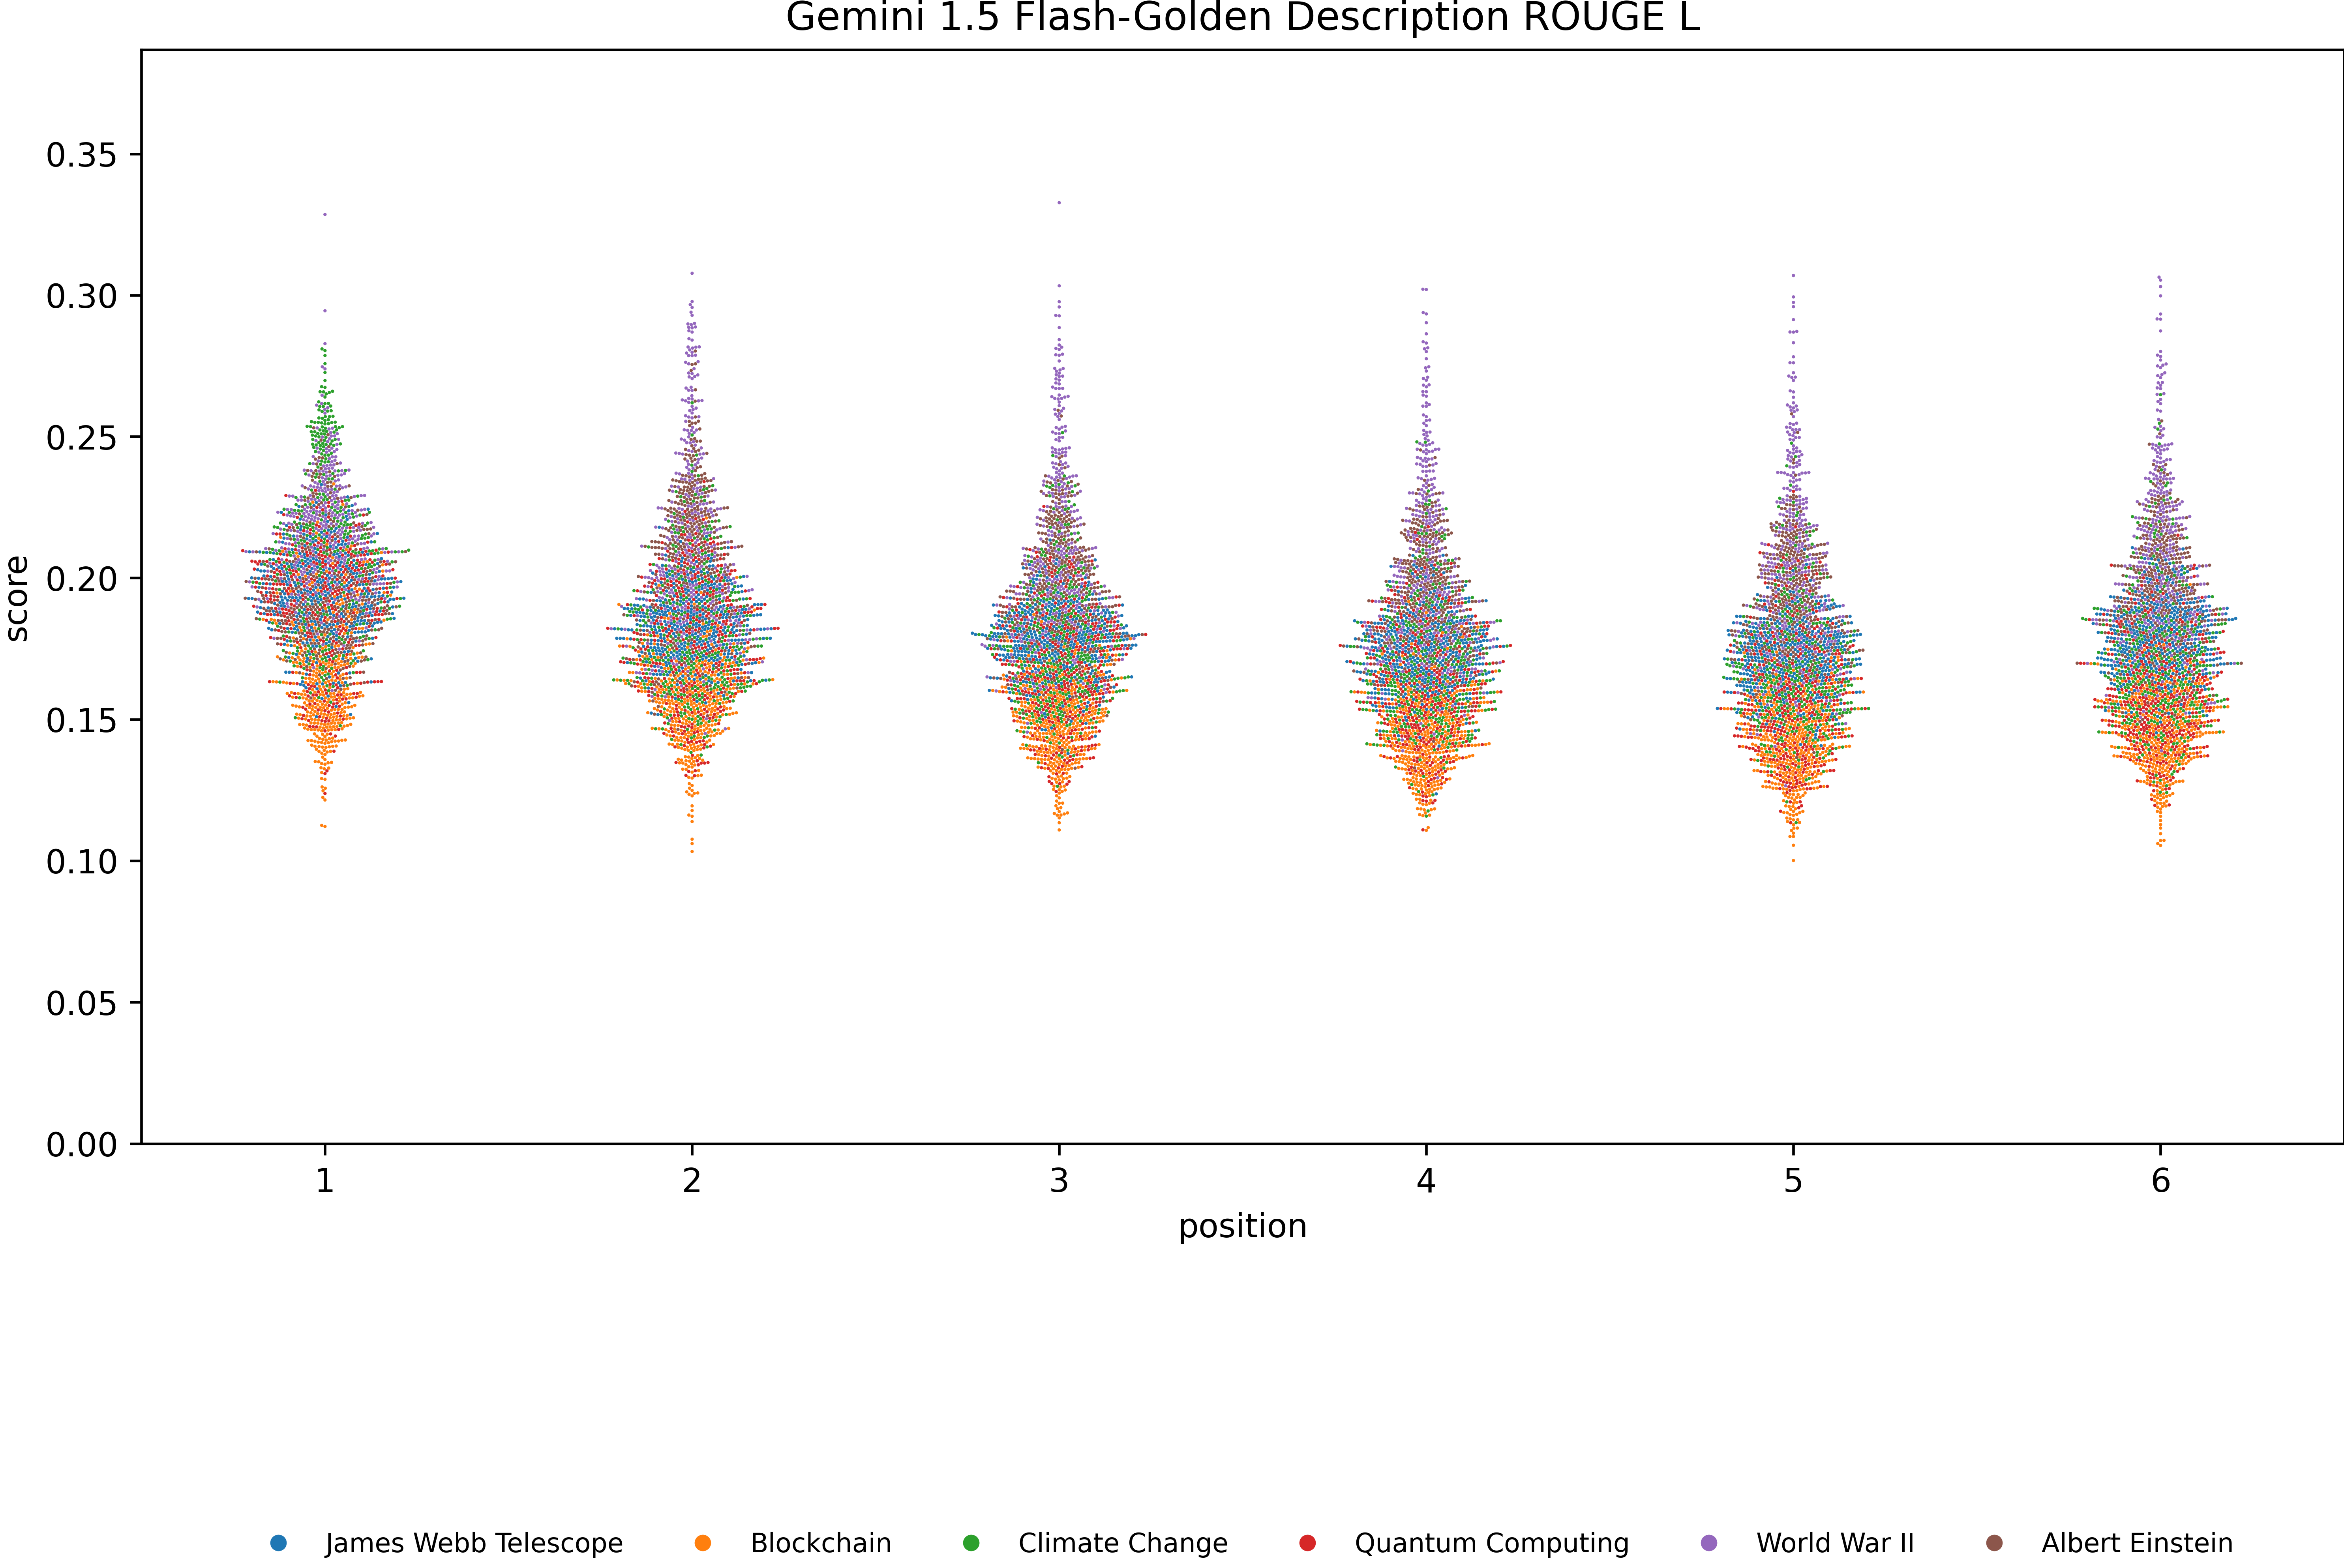 Gemini 1.5 Flash-Golden Description ROUGE L
0.35
0.30
0.25
0.20
0.15
0.10
0.05
0.00
score
1 2 3 4 5 6
position
James Webb Telescope Blockchain Climate Change Quantum Computing World War II Albert Einstein